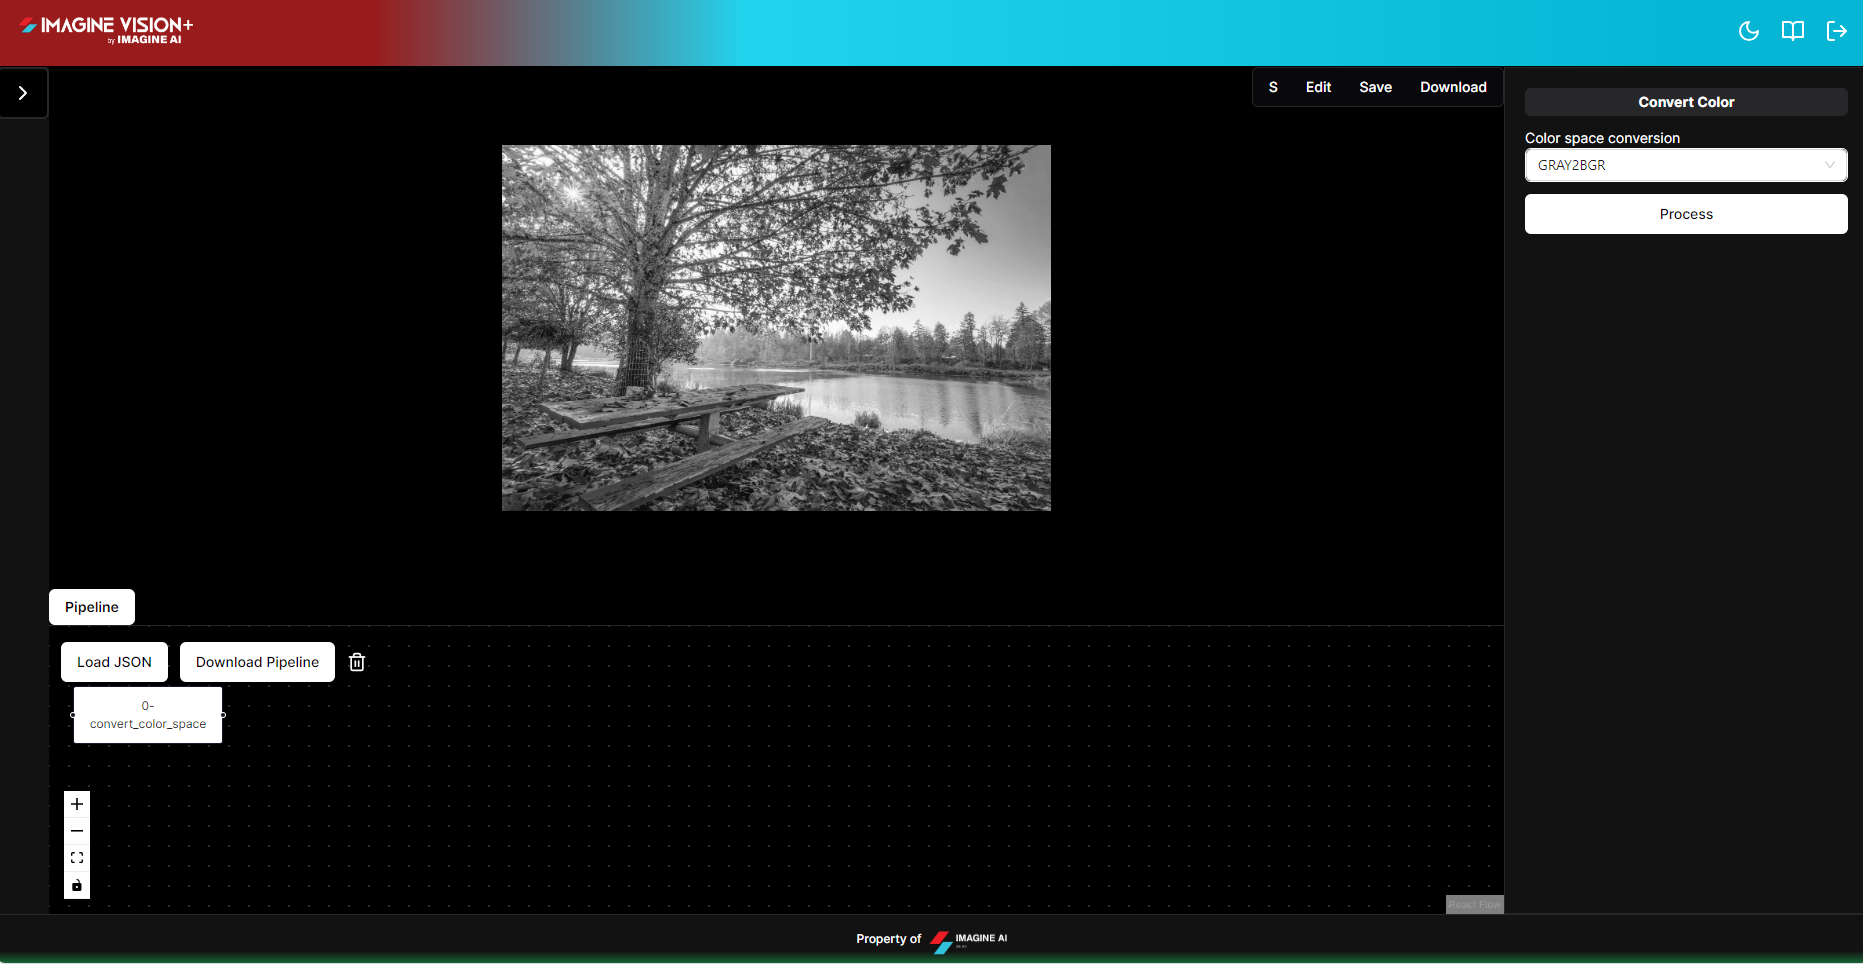 IMAGINE VISION+
by IMAGINE AI
S Edit Save Download
Convert Color
Color space conversion
GRAY2BGR
Process
Pipeline
Load JSON Download Pipeline
0-
convert_color_space
React Flow
Property of IMAGINE AI